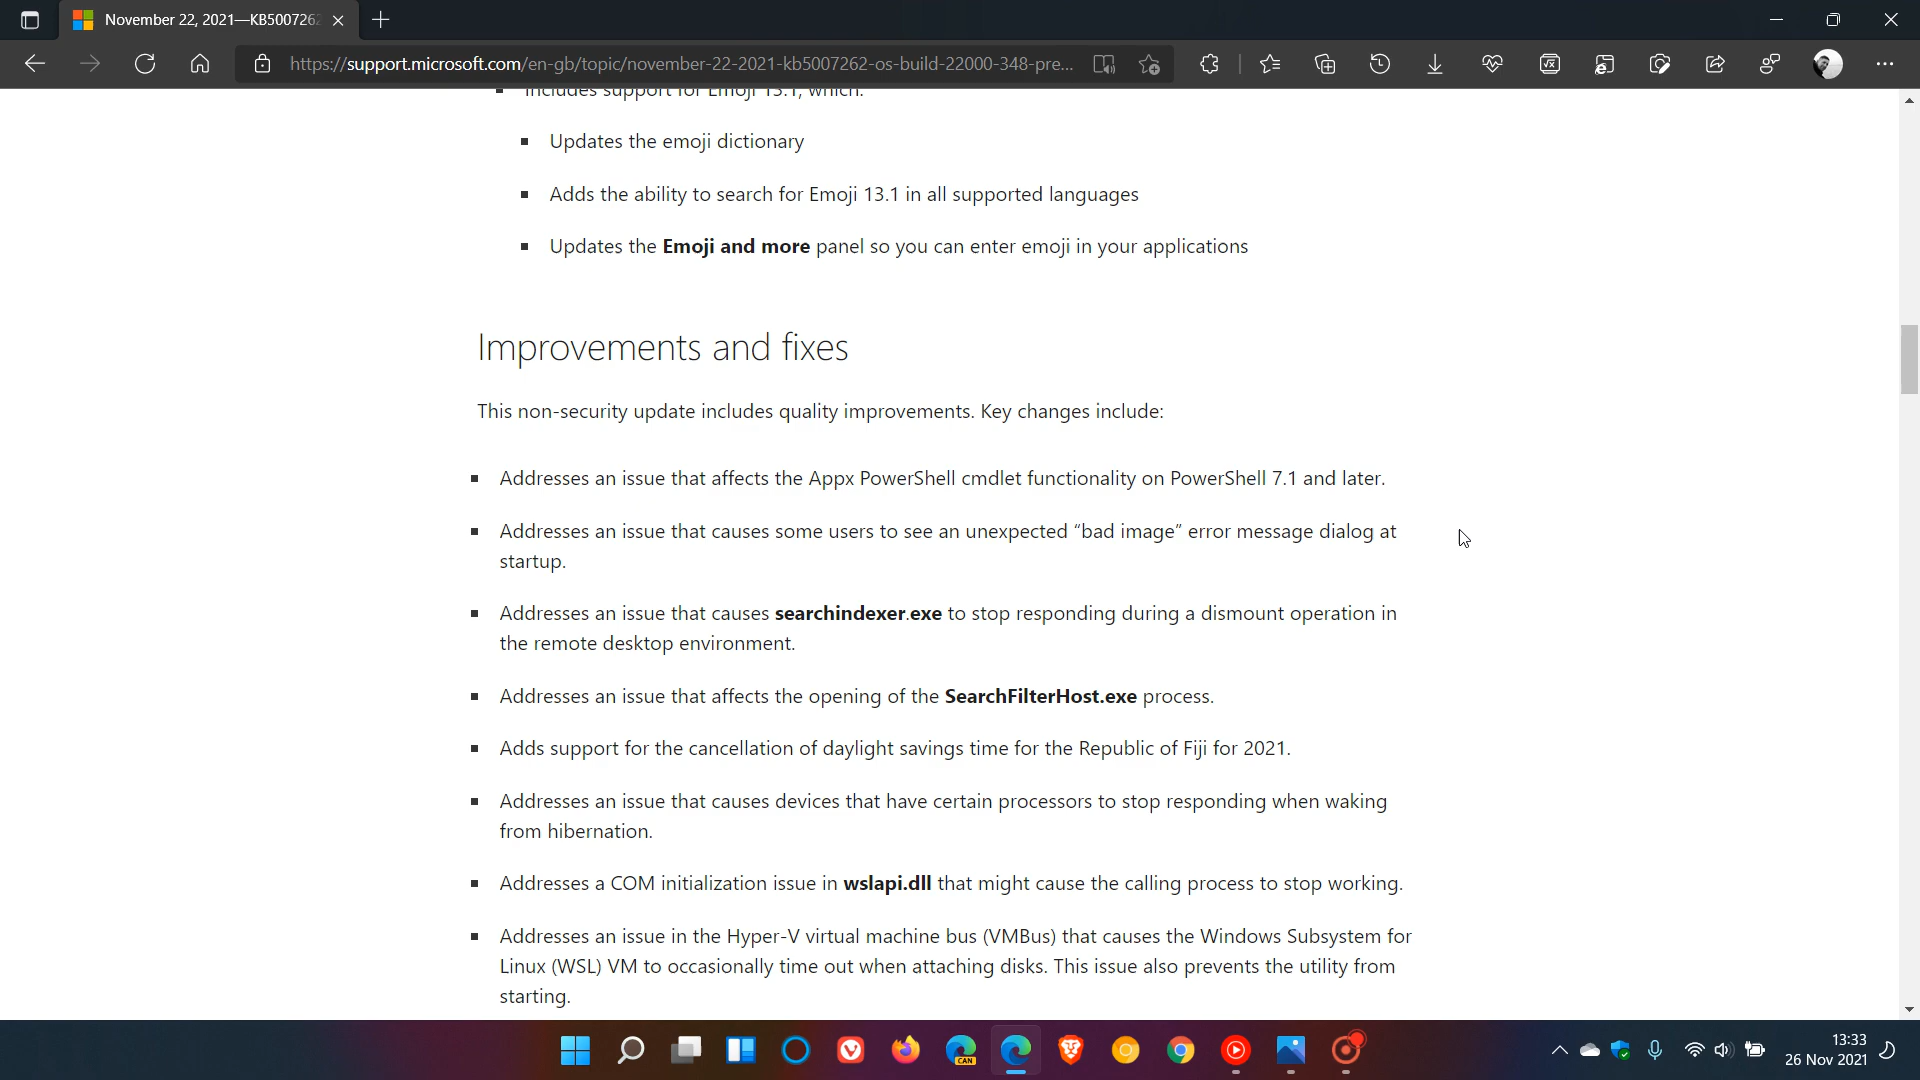 November 22, 2021—KB500726
https://support.microsoft.com/en-gb/topic/november-22-2021-kb5007262-os-build-22000-348-pre...
Includes support for Emoji 13.1, which:
Updates the emoji dictionary
Adds the ability to search for Emoji 13.1 in all supported languages
Updates the Emoji and more panel so you can enter emoji in your applications
Improvements and fixes
This non-security update includes quality improvements. Key changes include:
Addresses an issue that affects the Appx PowerShell cmdlet functionality on PowerShell 7.1 and later.
Addresses an issue that causes some users to see an unexpected “bad image” error message dialog at
startup.
Addresses an issue that causes searchindexer.exe to stop responding during a dismount operation in
the remote desktop environment.
Addresses an issue that affects the opening of the SearchFilterHost.exe process.
Adds support for the cancellation of daylight savings time for the Republic of Fiji for 2021.
Addresses an issue that causes devices that have certain processors to stop responding when waking
from hibernation.
Addresses a COM initialization issue in wslapi.dll that might cause the calling process to stop working.
Addresses an issue in the Hyper-V virtual machine bus (VMBus) that causes the Windows Subsystem for
Linux (WSL) VM to occasionally time out when attaching disks. This issue also prevents the utility from
starting.
CAN
13:33
26 Nov 2021